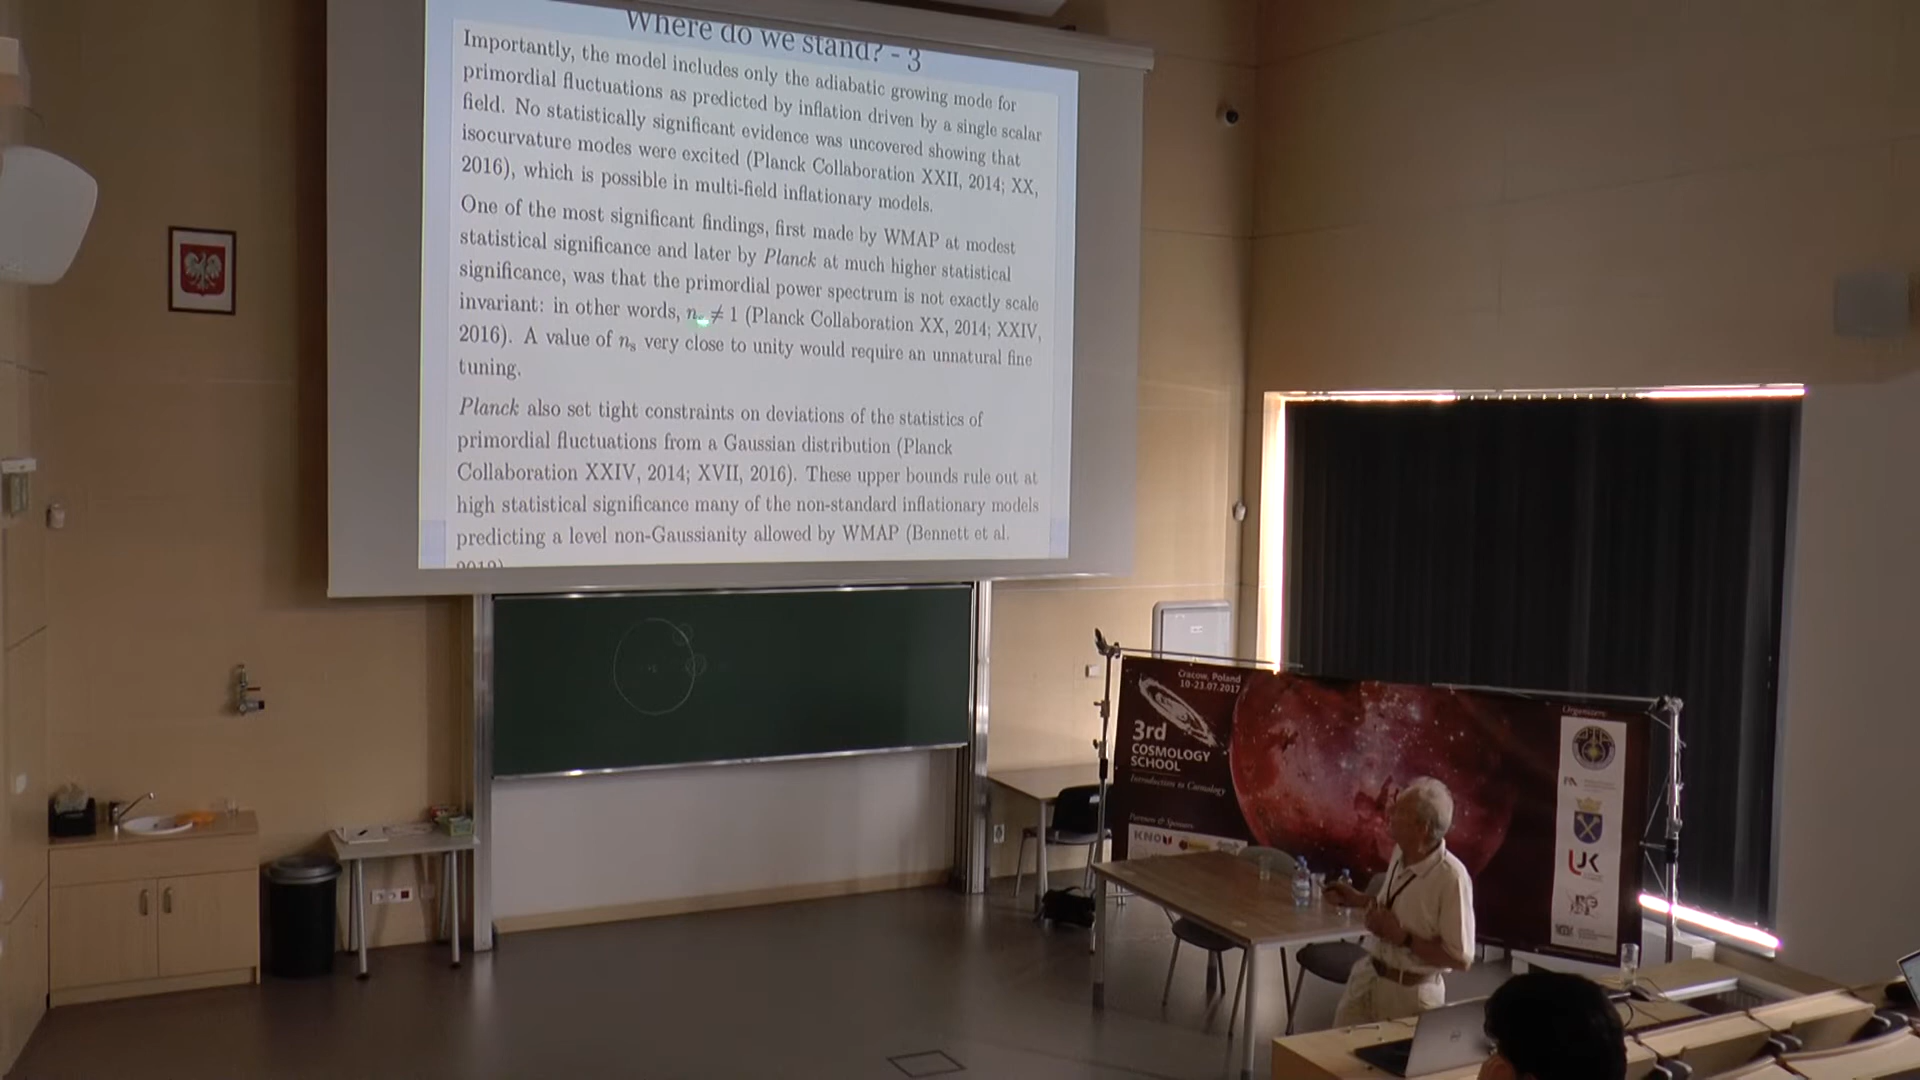 Where do we stand? - 3
Importantly, the model includes only the adiabatic growing mode for
primordial fluctuations as predicted by inflation driven by a single scalar
field. No statistically significant evidence was uncovered showing that
isocurvature modes were excited (Planck Collaboration XXII, 2014; XX,
2016), which is possible in multi-field inflationary models.
One of the most significant findings, first made by WMAP at modest
statistical significance and later by Planck at much higher statistical
significance, was that the primordial power spectrum is not exactly scale
invariant: in other words, nₛ ≠ 1 (Planck Collaboration XX, 2014; XXIV,
2016). A value of nₛ very close to unity would require an unnatural fine
tuning.
Planck also set tight constraints on deviations of the statistics of
primordial fluctuations from a Gaussian distribution (Planck
Collaboration XXIV, 2014; XVII, 2016). These upper bounds rule out at
high statistical significance many of the non-standard inflationary models
predicting a level non-Gaussianity allowed by WMAP (Bennett et al.
Cracow, Poland
10-23.07.2017
3rd
COSMOLOGY
SCHOOL
Introduction to Cosmology
Partners & Sponsors:
KNOW
Organizers:
UJK